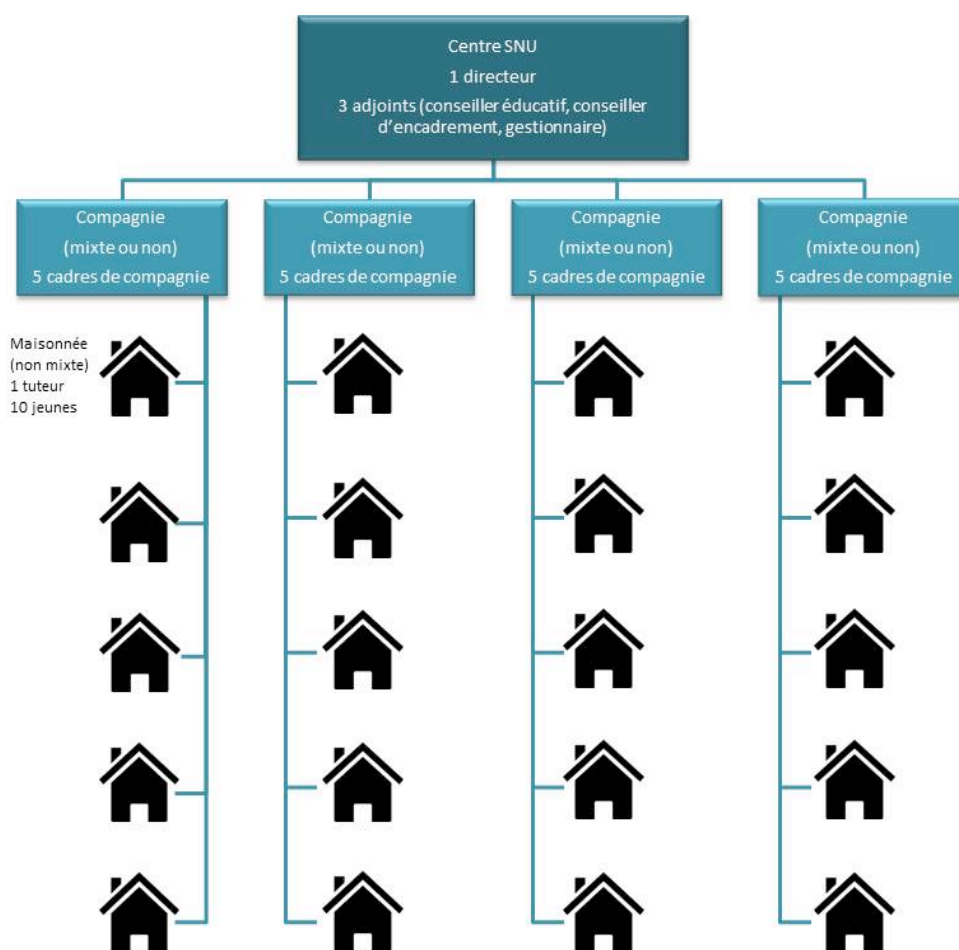 Centre SNU
1 directeur
3 adjoints (conseiller éducatif, conseiller
d'encadrement, gestionnaire)
Compagnie
(mixte ou non)
5 cadres de compagnie
Compagnie
(mixte ou non)
5 cadres de compagnie
Compagnie
(mixte ou non)
5 cadres de compagnie
Compagnie
(mixte ou non)
5 cadres de compagnie
Maisonnée
(non mixte)
1 tuteur
10 jeunes